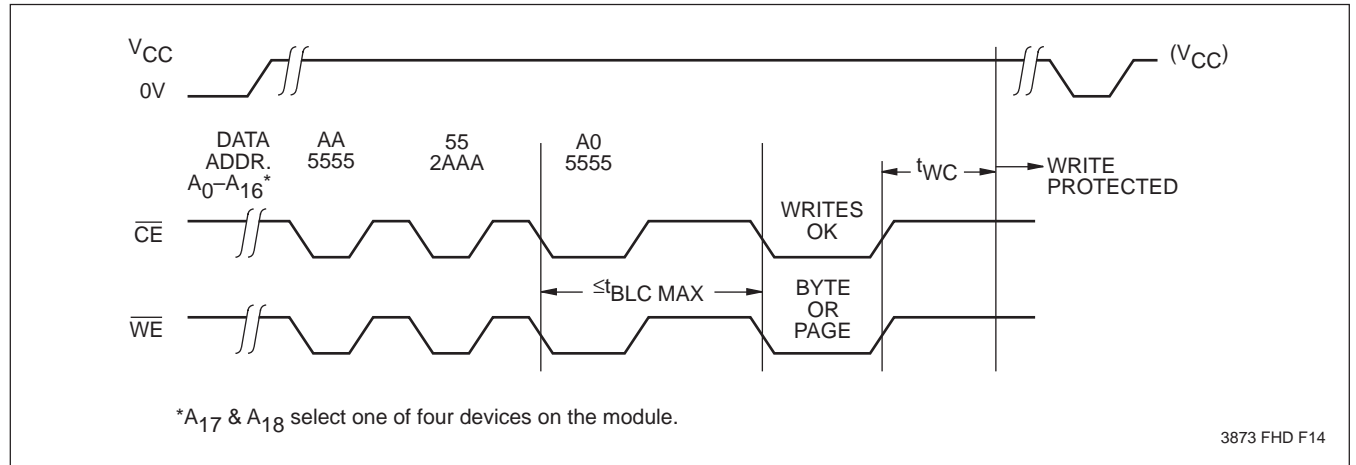 VCC (VCC)
0V
DATA AA 55 A0
ADDR. 5555 2AAA 5555
A0–A16*
tWC WRITE
PROTECTED
CE WRITES
OK
≤tBLC MAX BYTE
OR
WE PAGE
*A17 & A18 select one of four devices on the module.
3873 FHD F14